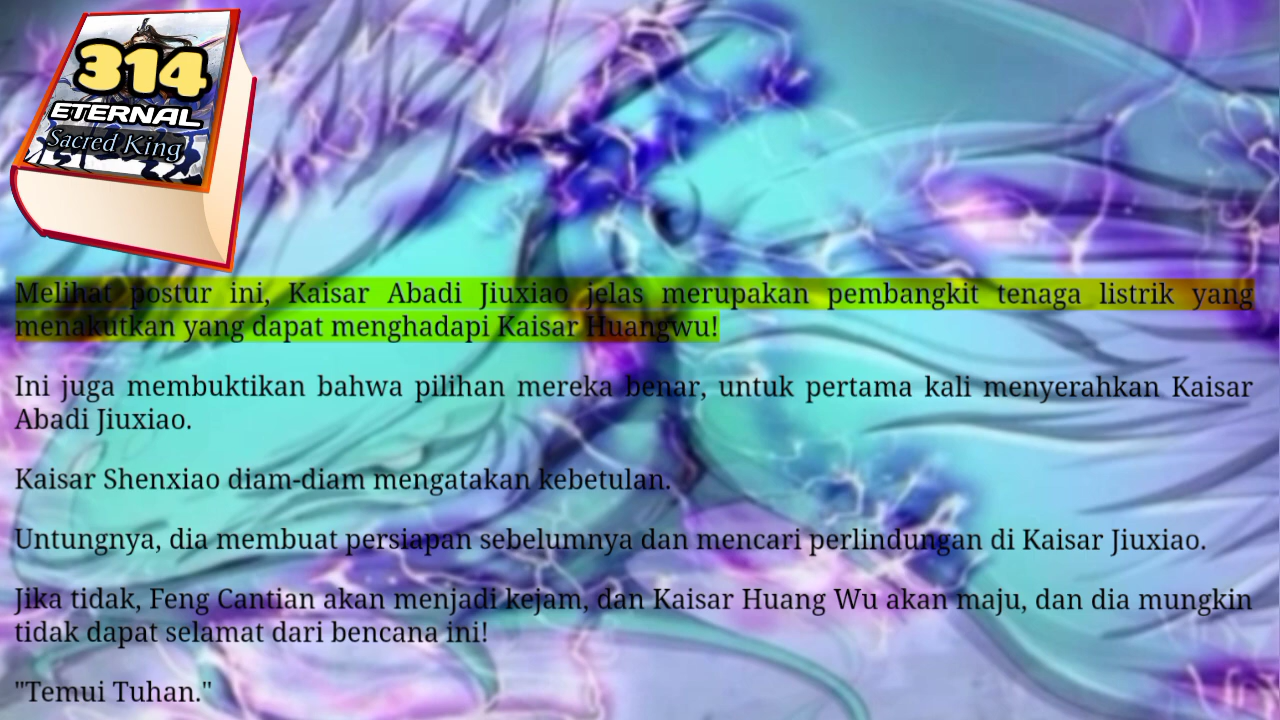 314
ETERNAL
Sacred King
Melihat postur ini, Kaisar Abadi Jiuxiao jelas merupakan pembangkit tenaga listrik yang
menakutkan yang dapat menghadapi Kaisar Huangwu!
Ini juga membuktikan bahwa pilihan mereka benar, untuk pertama kali menyerahkan Kaisar
Abadi Jiuxiao.
Kaisar Shenxiao diam-diam mengatakan kebetulan.
Untungnya, dia membuat persiapan sebelumnya dan mencari perlindungan di Kaisar Jiuxiao.
Jika tidak, Feng Cantian akan menjadi kejam, dan Kaisar Huang Wu akan maju, dan dia mungkin
tidak dapat selamat dari bencana ini!
"Temui Tuhan."